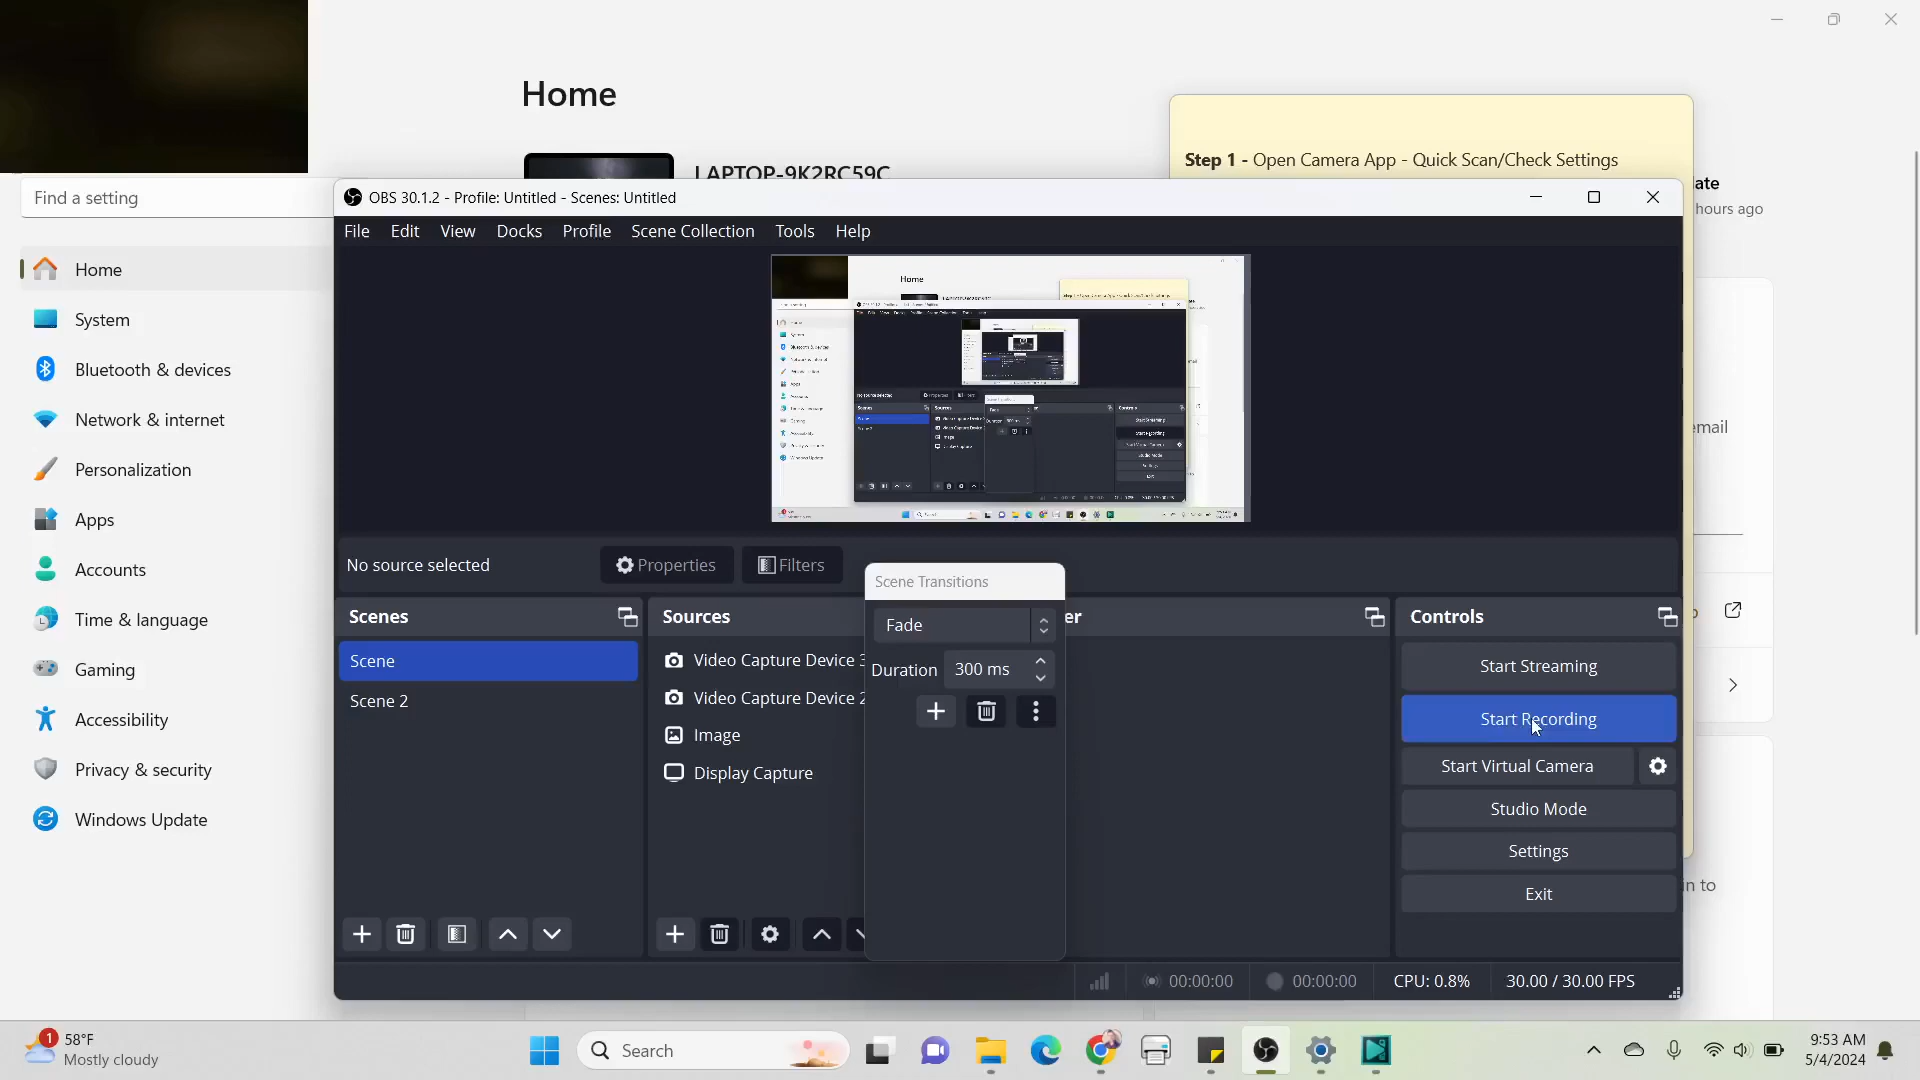 Home
LAPTOP-9K2RC59C
Step 1 - Open Camera App - Quick Scan/Check Settings
Find a setting
hours ago
OBS 30.1.2 - Profile: Untitled - Scenes: Untitled
File Edit View Docks Profile Scene Collection Tools Help
Home
System
Bluetooth & devices
Network & internet
Personalization
Apps
Accounts
Time & language
Gaming
Accessibility
Privacy & security
Windows Update
email
No source selected
Properties
Filters
Scene Transitions
Fade
Duration 300 ms
Scenes
Scene
Scene 2
Sources
Video Capture Device 3
Video Capture Device 2
Image
Display Capture
Controls
Start Streaming
Start Recording
Start Virtual Camera
Studio Mode
Settings
Exit
00:00:00
00:00:00
CPU: 0.8%
30.00 / 30.00 FPS
1
58°F
Mostly cloudy
Search
9:53 AM
5/4/2024